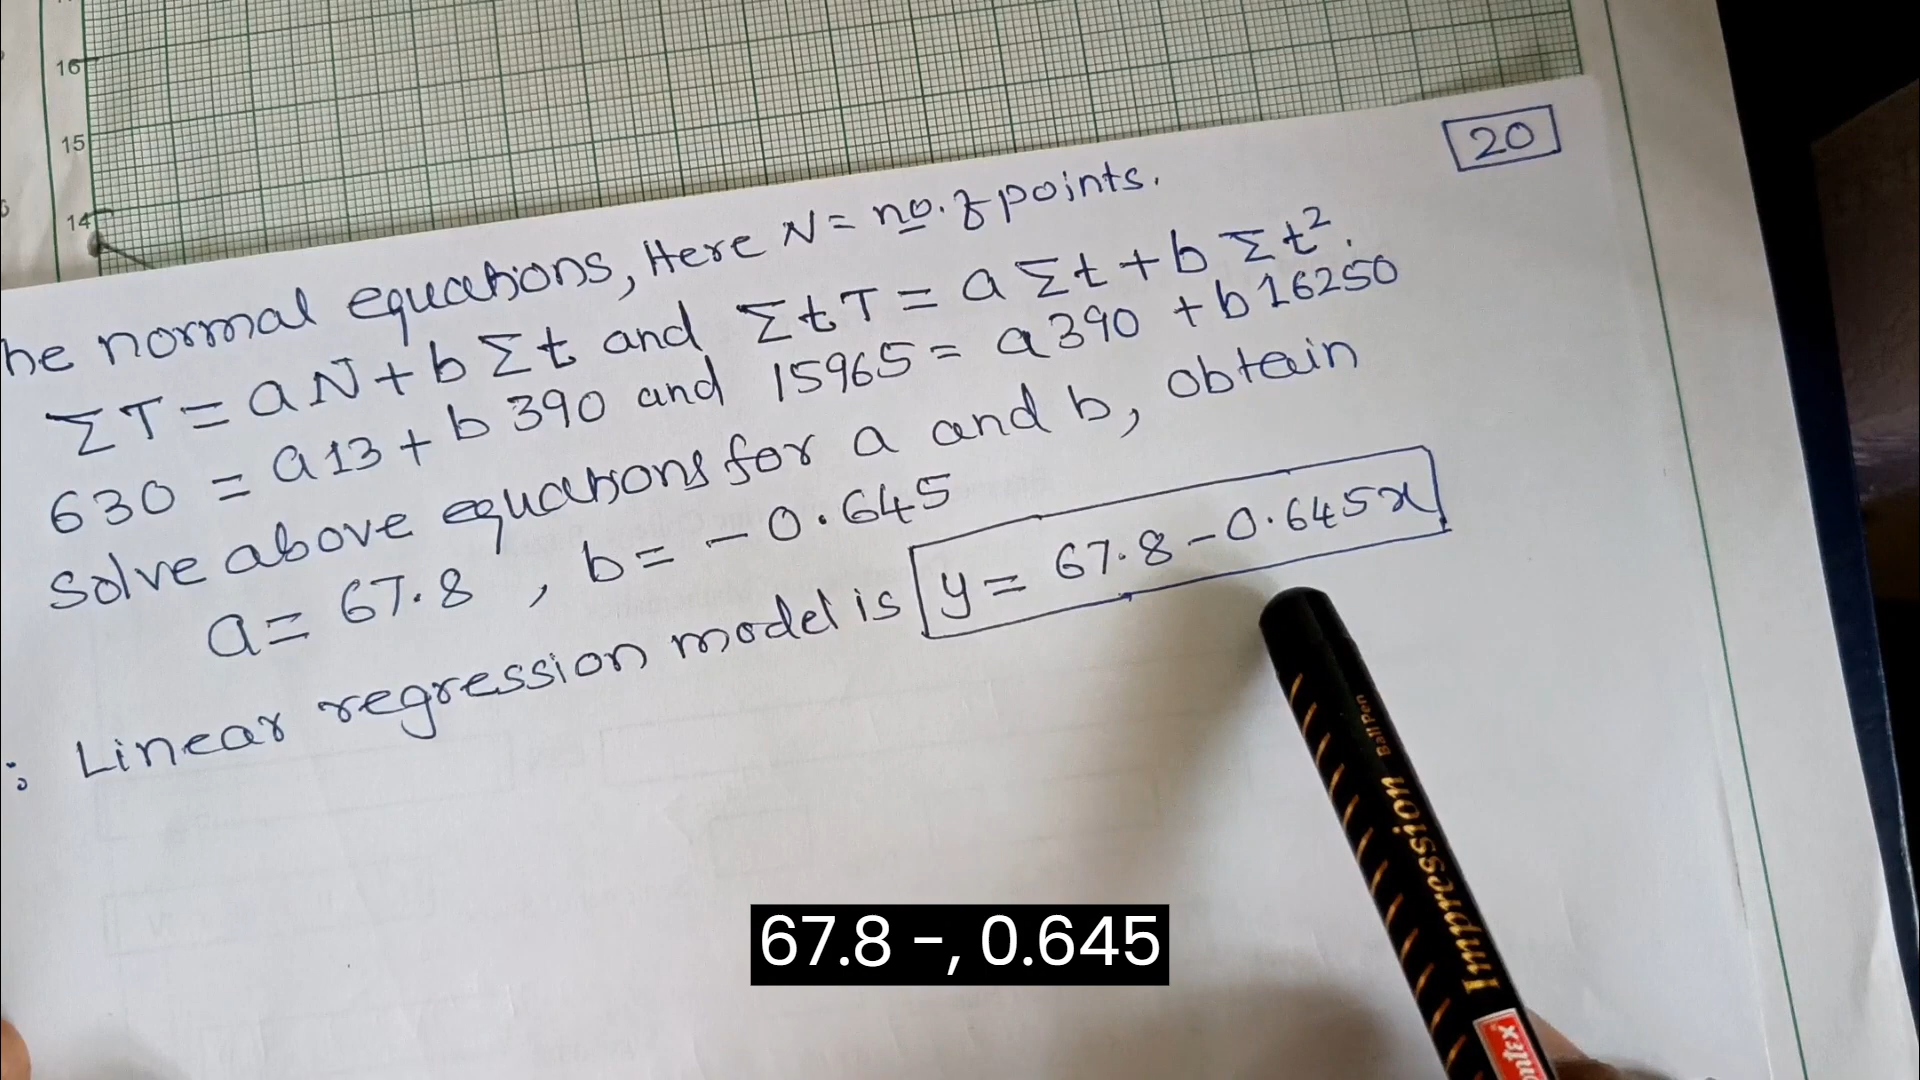 16
15
14
20
he normal equations, Here N = no. of points.
ΣT = aN + bΣt and ΣtT = aΣt + bΣt².
630 = a13 + b390 and 15965 = a390 + b16250
Solve above equations for a and b, obtain
a = 67.8 , b = -0.645
: Linear regression model is y = 67.8 - 0.645x
Impression Ball Pen
67.8 -, 0.645